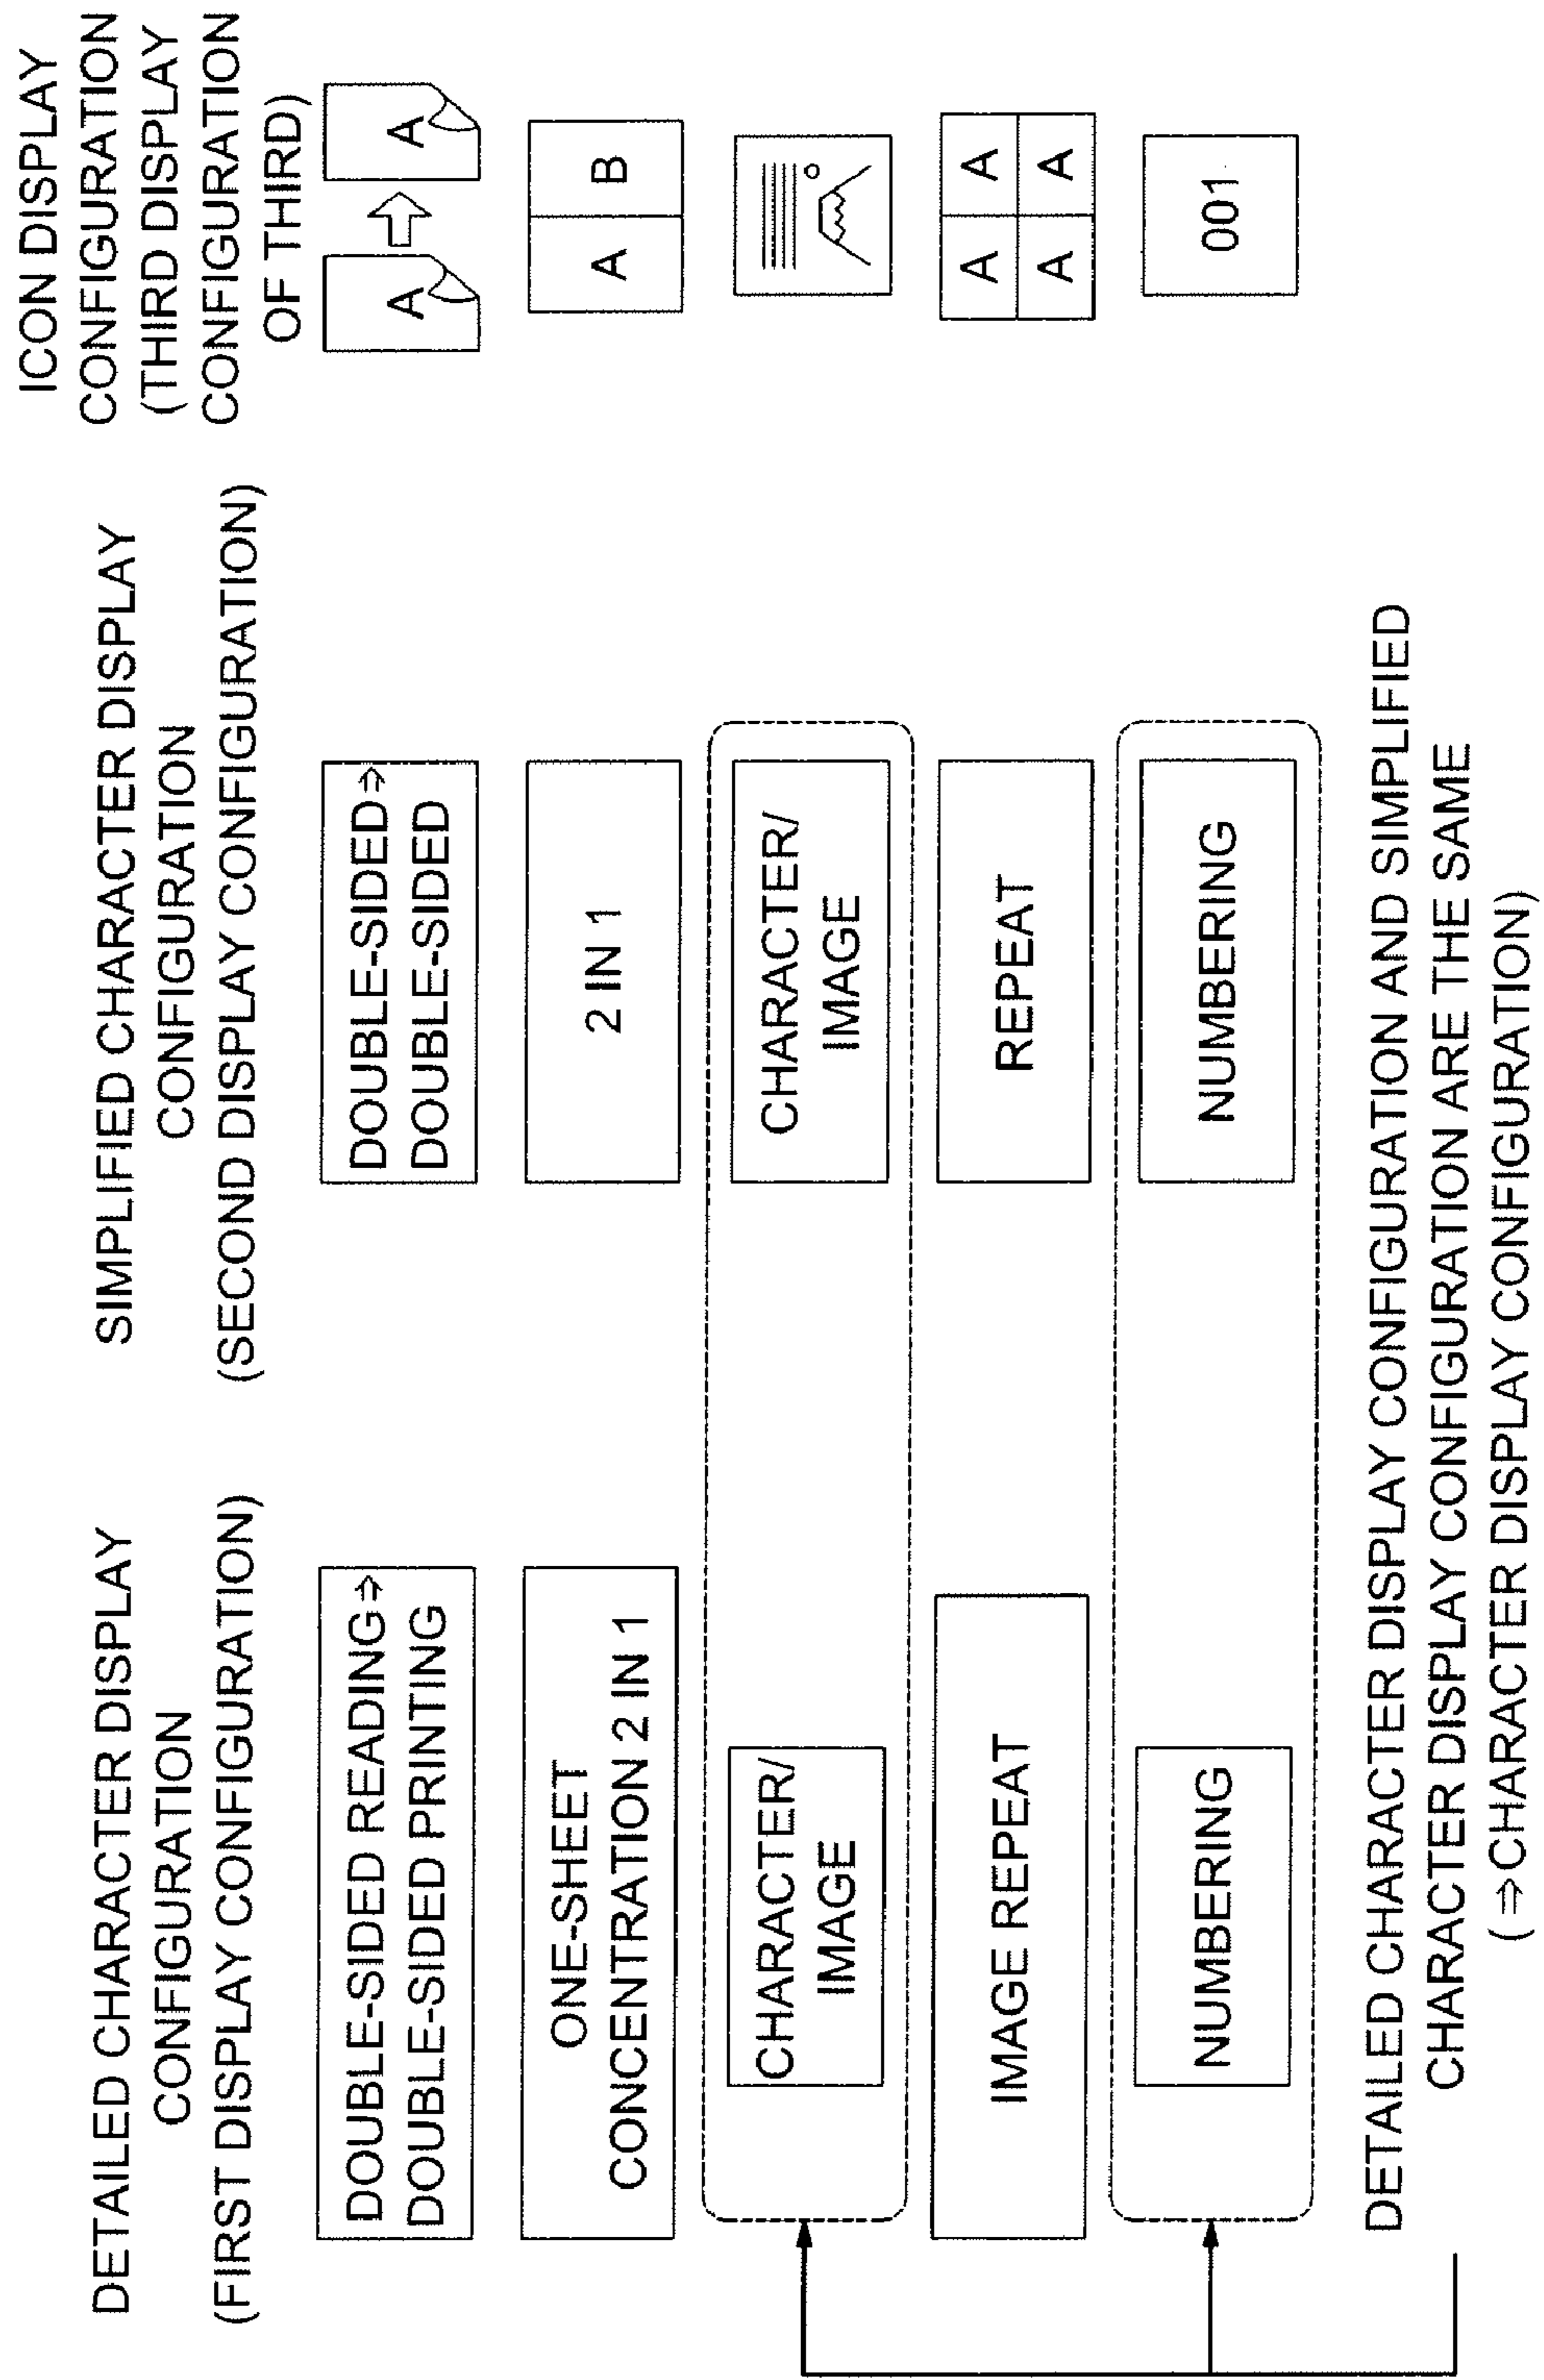 DETAILED CHARACTER DISPLAY
CONFIGURATION
(FIRST DISPLAY CONFIGURATION)
SIMPLIFIED CHARACTER DISPLAY
CONFIGURATION
(SECOND DISPLAY CONFIGURATION)
ICON DISPLAY
CONFIGURATION
(THIRD DISPLAY
CONFIGURATION
OF THIRD)
DOUBLE-SIDED READING⇒
DOUBLE-SIDED PRINTING
DOUBLE-SIDED⇒
DOUBLE-SIDED
A A
ONE-SHEET
CONCENTRATION 2 IN 1
2 IN 1
A B
CHARACTER/
IMAGE
CHARACTER/
IMAGE
IMAGE REPEAT
REPEAT
A A
A A
NUMBERING
NUMBERING
001
DETAILED CHARACTER DISPLAY CONFIGURATION AND SIMPLIFIED
CHARACTER DISPLAY CONFIGURATION ARE THE SAME
(⇒CHARACTER DISPLAY CONFIGURATION)